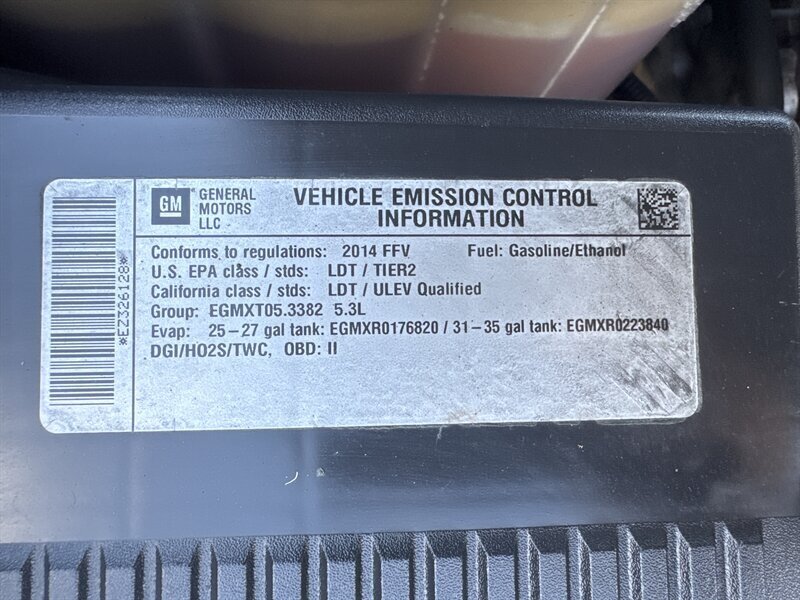 GM GENERAL MOTORS LLC
VEHICLE EMISSION CONTROL
INFORMATION
Conforms to regulations: 2014 FFV Fuel: Gasoline/Ethanol
U.S. EPA class / stds: LDT / TIER2
California class / stds: LDT / ULEV Qualified
Group: EGMXT05.3382 5.3L
Evap: 25-27 gal tank: EGMXR0176820 / 31-35 gal tank: EGMXR0223840
DGI/HO2S/TWC, OBD: II
*EZ326128*